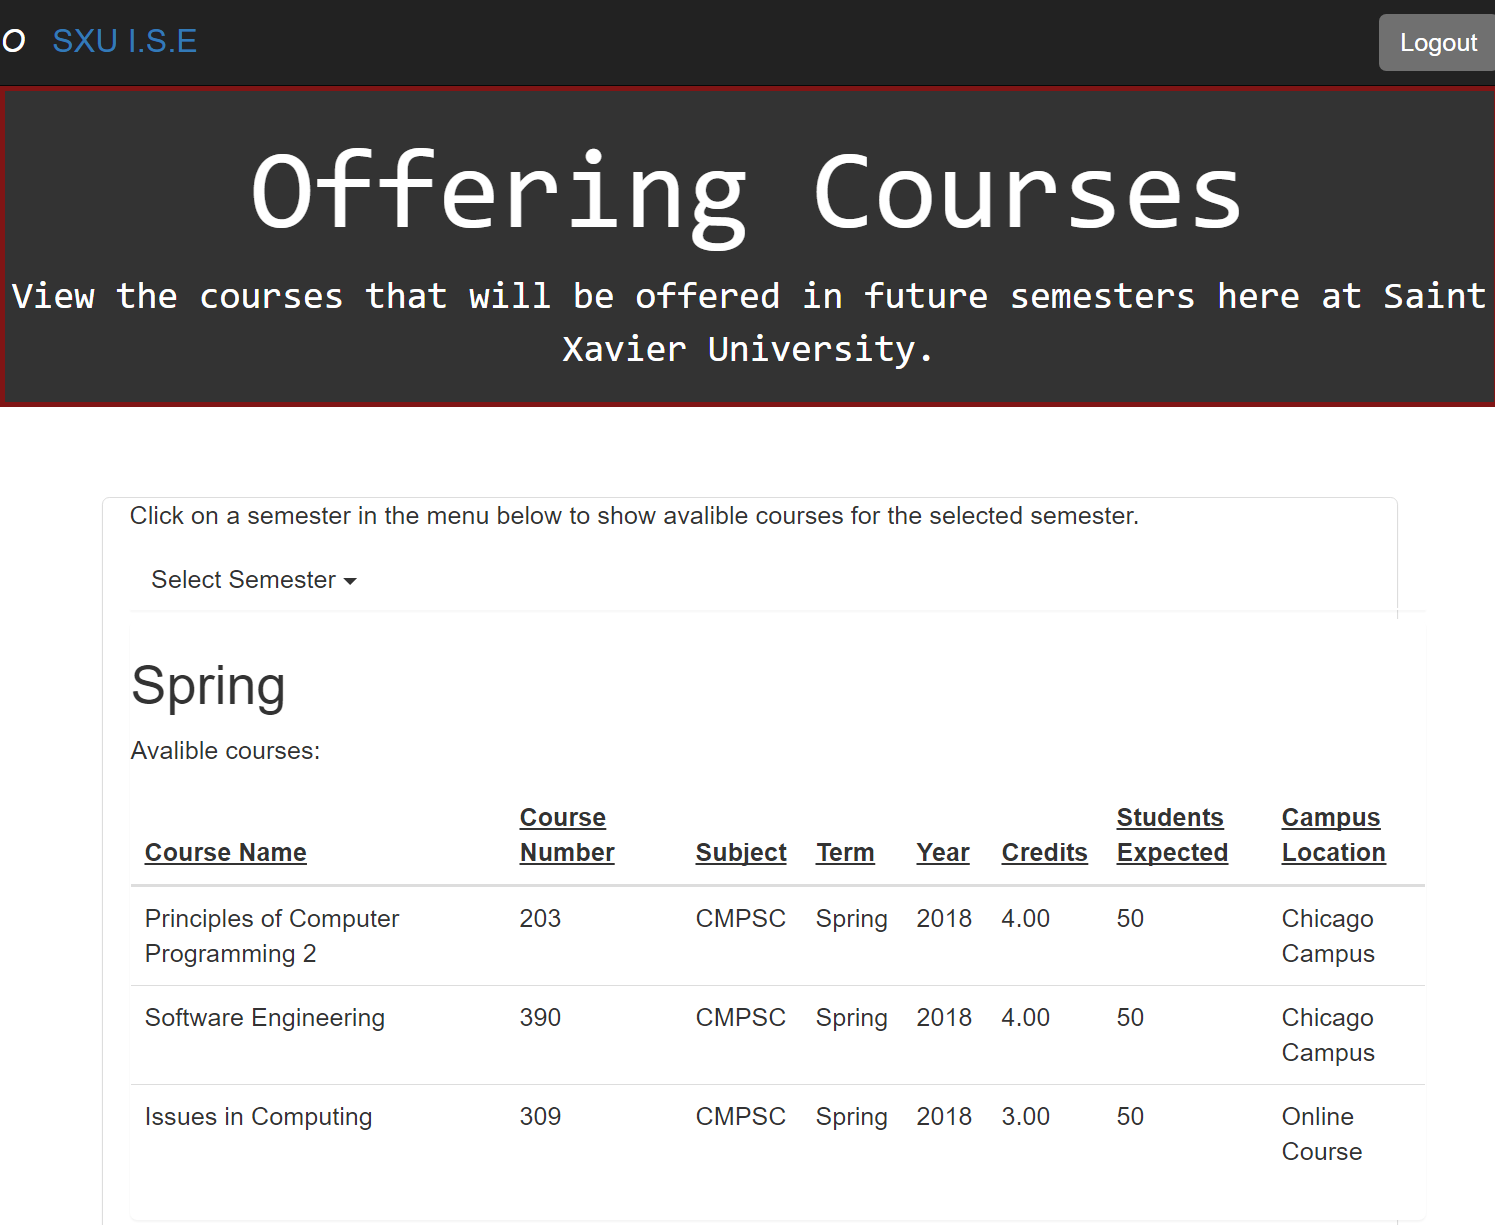 O SXU I.S.E Logout
Offering Courses
View the courses that will be offered in future semesters here at Saint
Xavier University.
Click on a semester in the menu below to show avalible courses for the selected semester.
Select Semester
Spring
Avalible courses:
Course Name Course Number Subject Term Year Credits Students Expected Campus Location
Principles of Computer Programming 2 203 CMPSC Spring 2018 4.00 50 Chicago Campus
Software Engineering 390 CMPSC Spring 2018 4.00 50 Chicago Campus
Issues in Computing 309 CMPSC Spring 2018 3.00 50 Online Course